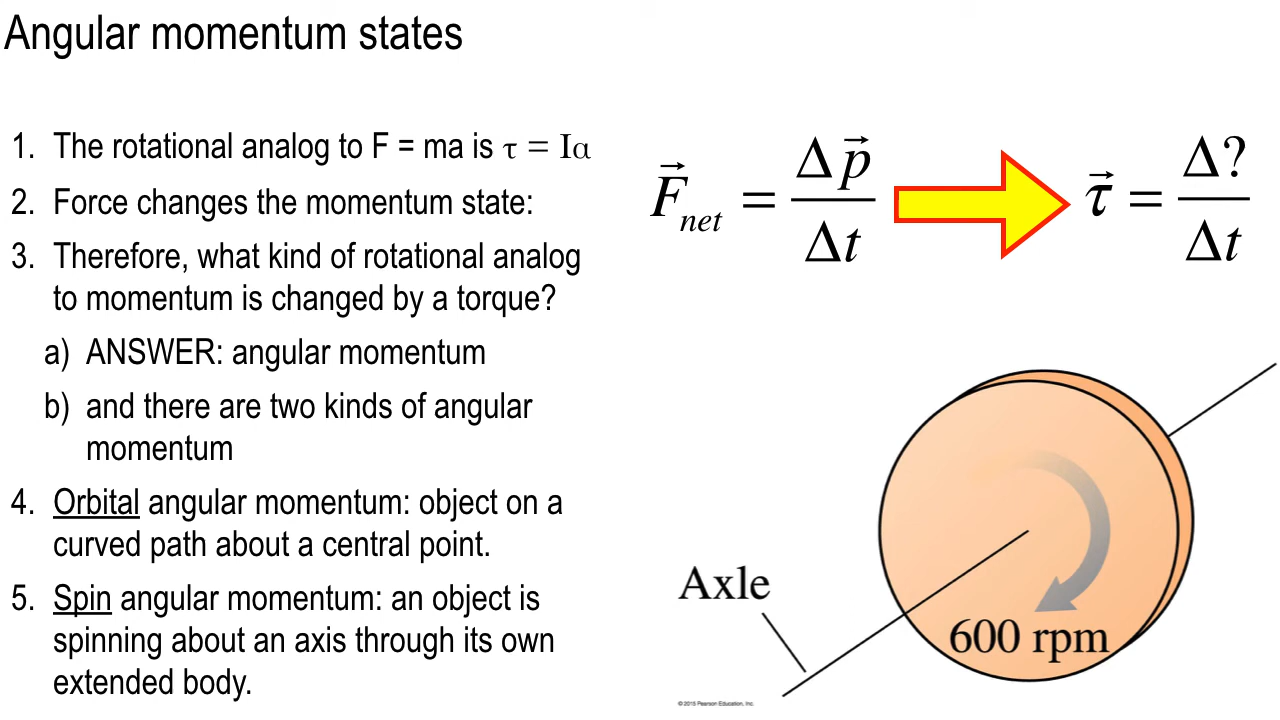 Angular momentum states
1. The rotational analog to F = ma is τ = Iα
2. Force changes the momentum state:
3. Therefore, what kind of rotational analog
to momentum is changed by a torque?
a) ANSWER: angular momentum
b) and there are two kinds of angular
momentum
4. Orbital angular momentum: object on a
curved path about a central point.
5. Spin angular momentum: an object is
spinning about an axis through its own
extended body.
F⃗net = Δp⃗ / Δt
τ⃗ = Δ? / Δt
Axle
600 rpm
© 2015 Pearson Education, Inc.